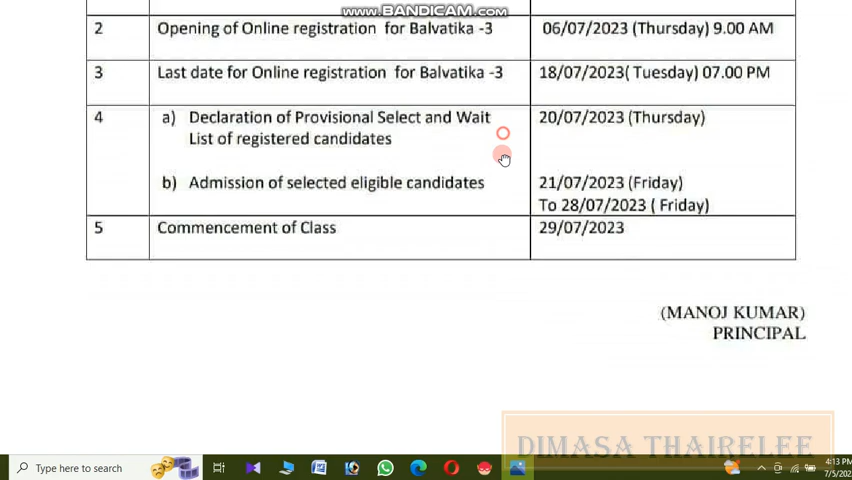 www.BANDICAM.com
2 Opening of Online registration for Balvatika -3 06/07/2023 (Thursday) 9.00 AM
3 Last date for Online registration for Balvatika -3 18/07/2023( Tuesday) 07.00 PM
4 a) Declaration of Provisional Select and Wait 20/07/2023 (Thursday)
List of registered candidates
b) Admission of selected eligible candidates 21/07/2023 (Friday)
To 28/07/2023 ( Friday)
5 Commencement of Class 29/07/2023
(MANOJ KUMAR)
PRINCIPAL
DIMASA THAIRELEE
Type here to search
4:13 PM